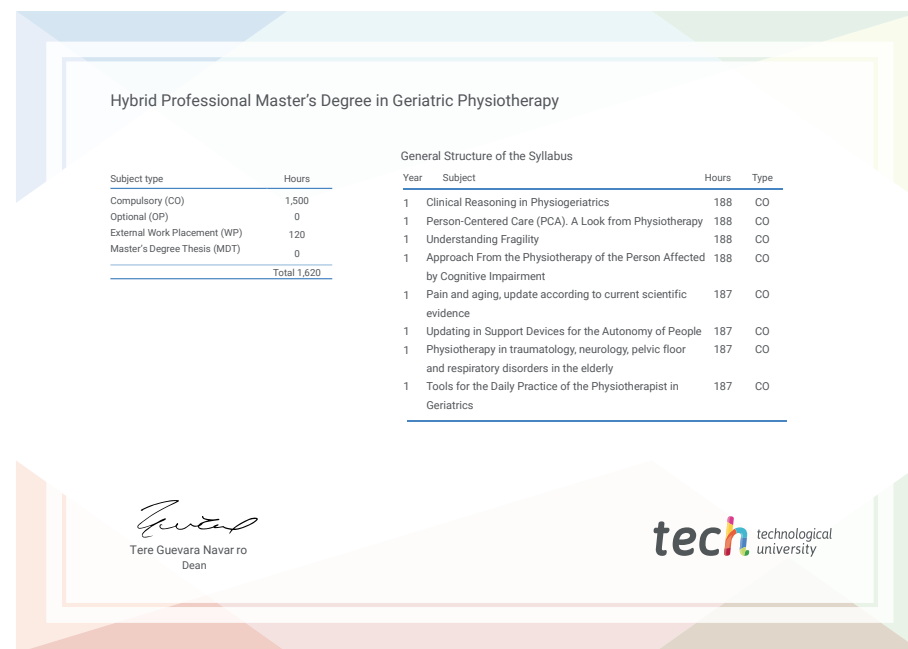 Hybrid Professional Master's Degree in Geriatric Physiotherapy
Subject type Hours
Compulsory (CO) 1,500
Optional (OP) 0
External Work Placement (WP) 120
Master's Degree Thesis (MDT) 0
Total 1,620
General Structure of the Syllabus
Year Subject Hours Type
1 Clinical Reasoning in Physiogeriatrics 188 CO
1 Person-Centered Care (PCA). A Look from Physiotherapy 188 CO
1 Understanding Fragility 188 CO
1 Approach From the Physiotherapy of the Person Affected 188 CO
by Cognitive Impairment
1 Pain and aging, update according to current scientific 187 CO
evidence
1 Updating in Support Devices for the Autonomy of People 187 CO
1 Physiotherapy in traumatology, neurology, pelvic floor 187 CO
and respiratory disorders in the elderly
1 Tools for the Daily Practice of the Physiotherapist in 187 CO
Geriatrics
Tere Guevara Navar ro
Dean
tech technological
university